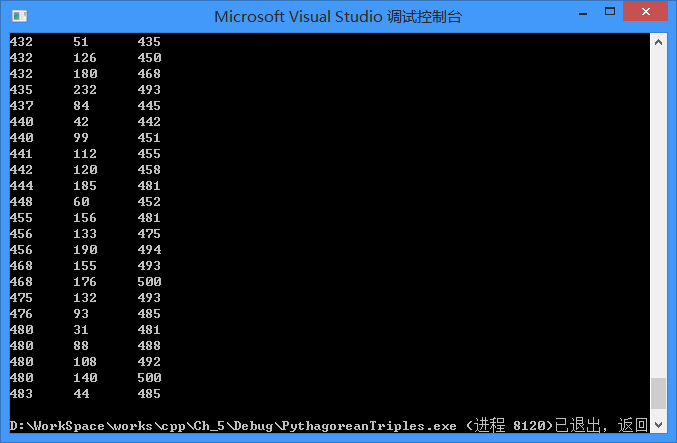 Microsoft Visual Studio 调试控制台
432 51 435
432 126 450
432 180 468
435 232 493
437 84 445
440 42 442
440 99 451
441 112 455
442 120 458
444 185 481
448 60 452
455 156 481
456 133 475
456 190 494
468 155 493
468 176 500
475 132 493
476 93 485
480 31 481
480 88 488
480 108 492
480 140 500
483 44 485
D:\WorkSpace\works\cpp\Ch_5\Debug\PythagoreanTriples.exe (进程 8120)已退出，返回